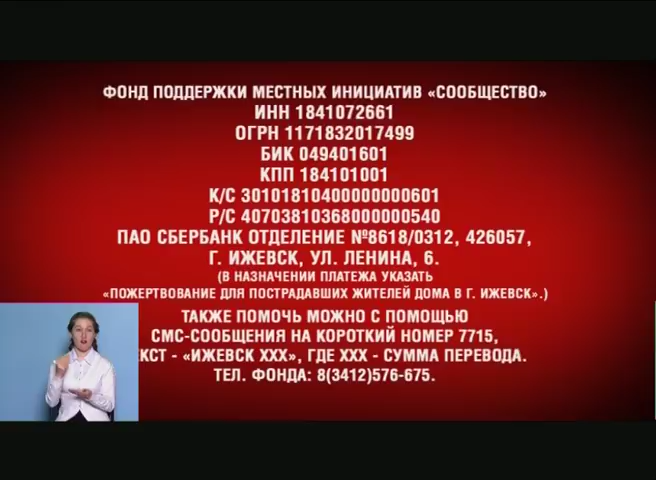 ФОНД ПОДДЕРЖКИ МЕСТНЫХ ИНИЦИАТИВ «СООБЩЕСТВО»
ИНН 1841072661
ОГРН 1171832017499
БИК 049401601
КПП 184101001
К/С 30101810400000000601
Р/С 40703810368000000540
ПАО СБЕРБАНК ОТДЕЛЕНИЕ №8618/0312, 426057,
Г. ИЖЕВСК, УЛ. ЛЕНИНА, 6.
(В НАЗНАЧЕНИИ ПЛАТЕЖА УКАЗАТЬ
«ПОЖЕРТВОВАНИЕ ДЛЯ ПОСТРАДАВШИХ ЖИТЕЛЕЙ ДОМА В Г. ИЖЕВСК».)
ТАКЖЕ ПОМОЧЬ МОЖНО С ПОМОЩЬЮ
СМС-СООБЩЕНИЯ НА КОРОТКИЙ НОМЕР 7715,
ЕКСТ - «ИЖЕВСК ХХХ», ГДЕ ХХХ - СУММА ПЕРЕВОДА.
ТЕЛ. ФОНДА: 8(3412)576-675.